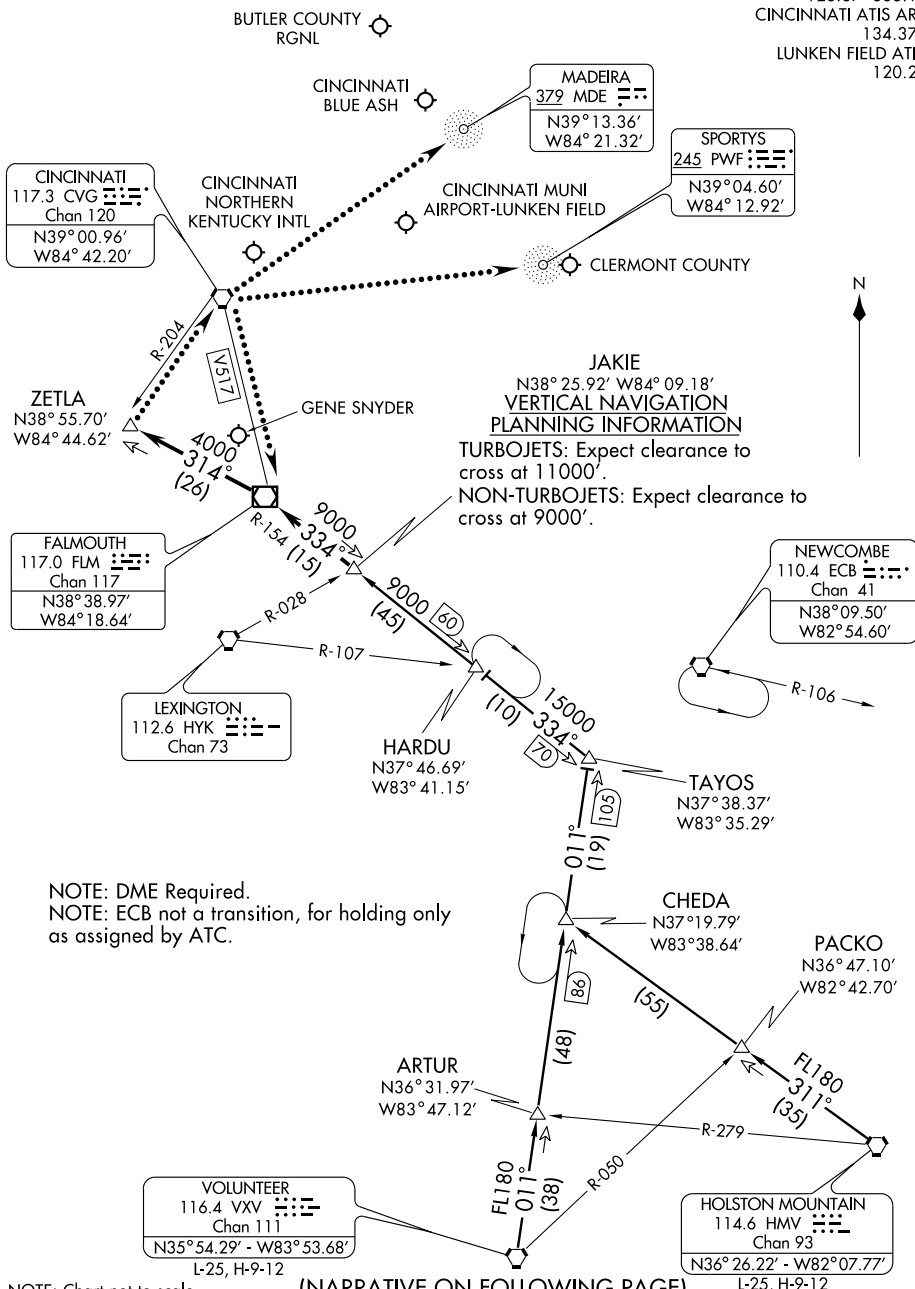 BUTLER COUNTY
RGNL
CINCINNATI ATIS AR
134.37
LUNKEN FIELD ATI
120.2
CINCINNATI
BLUE ASH
MADEIRA
379 MDE
N39°13.36'
W84°21.32'
SPORTYS
245 PWF
N39°04.60'
W84°12.92'
CINCINNATI
117.3 CVG
Chan 120
N39°00.96'
W84°42.20'
CINCINNATI
NORTHERN
KENTUCKY INTL
CINCINNATI MUNI
AIRPORT-LUNKEN FIELD
CLERMONT COUNTY
N
R-204
V517
ZETLA
N38°55.70'
W84°44.62'
GENE SNYDER
4000
314°
(26)
JAKIE
N38°25.92' W84°09.18'
VERTICAL NAVIGATION
PLANNING INFORMATION
TURBOJETS: Expect clearance to
cross at 11000'.
NON-TURBOJETS: Expect clearance to
cross at 9000'.
FALMOUTH
117.0 FLM
Chan 117
N38°38.97'
W84°18.64'
R-154
9000
334°
(15)
NEWCOMBE
110.4 ECB
Chan 41
N38°09.50'
W82°54.60'
R-106
R-028
R-107
9000
(45)
60
LEXINGTON
112.6 HYK
Chan 73
HARDU
N37°46.69'
W83°41.15'
15000
334°
(10)
70
TAYOS
N37°38.37'
W83°35.29'
105
011°
(19)
NOTE: DME Required.
NOTE: ECB not a transition, for holding only
as assigned by ATC.
CHEDA
N37°19.79'
W83°38.64'
PACKO
N36°47.10'
W82°42.70'
86
(48)
(55)
ARTUR
N36°31.97'
W83°47.12'
FL180
311°
(35)
R-279
R-050
FL180
011°
(38)
VOLUNTEER
116.4 VXV
Chan 111
N35°54.29' - W83°53.68'
L-25, H-9-12
HOLSTON MOUNTAIN
114.6 HMV
Chan 93
N36°26.22' - W82°07.77'
L-25, H-9-12
NOTE: Chart not to scale
(NARRATIVE ON FOLLOWING PAGE)